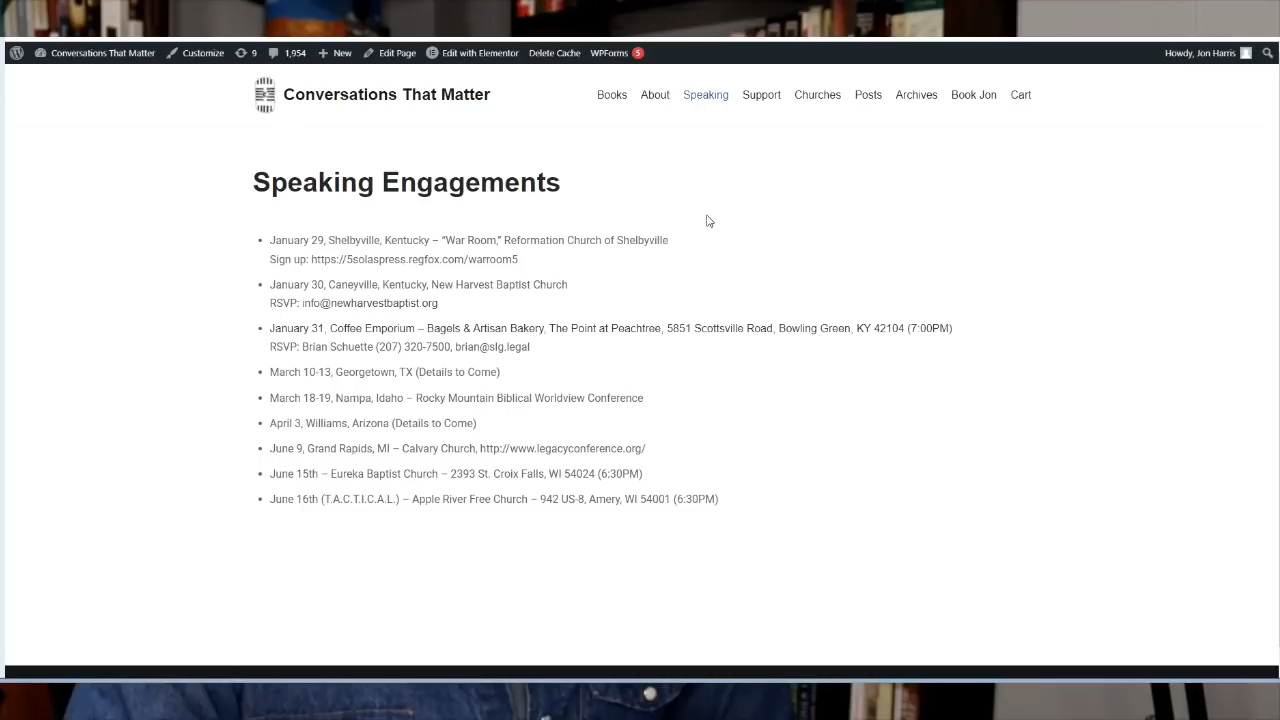 Conversations That Matter Customize 9 1,954 New Edit Page Edit with Elementor Delete Cache WPForms 5 Howdy, Jon Harris
Conversations That Matter Books About Speaking Support Churches Posts Archives Book Jon Cart
Speaking Engagements
• January 29, Shelbyville, Kentucky – “War Room,” Reformation Church of Shelbyville
Sign up: https://5solaspress.regfox.com/warroom5
• January 30, Caneyville, Kentucky, New Harvest Baptist Church
RSVP: info@newharvestbaptist.org
• January 31, Coffee Emporium – Bagels & Artisan Bakery, The Point at Peachtree, 5851 Scottsville Road, Bowling Green, KY 42104 (7:00PM)
RSVP: Brian Schuette (207) 320-7500, brian@slg.legal
• March 10-13, Georgetown, TX (Details to Come)
• March 18-19, Nampa, Idaho – Rocky Mountain Biblical Worldview Conference
• April 3, Williams, Arizona (Details to Come)
• June 9, Grand Rapids, MI – Calvary Church, http://www.legacyconference.org/
• June 15th – Eureka Baptist Church – 2393 St. Croix Falls, WI 54024 (6:30PM)
• June 16th (T.A.C.T.I.C.A.L.) – Apple River Free Church – 942 US-8, Amery, WI 54001 (6:30PM)